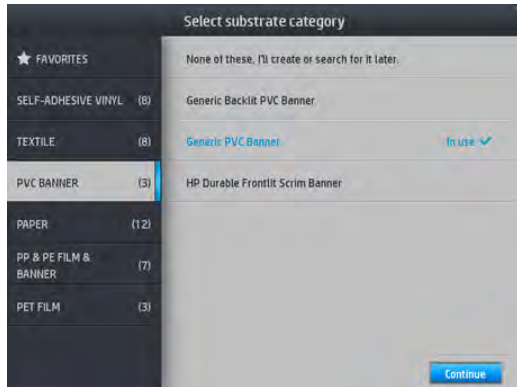 Select substrate category
FAVORITES
SELF-ADHESIVE VINYL (8)
TEXTILE (8)
PVC BANNER (3)
PAPER (12)
PP & PE FILM &
BANNER (7)
PET FILM (3)
None of these, I'll create or search for it later.
Generic Backlit PVC Banner
Generic PVC Banner In use
HP Durable Frontlit Scrim Banner
Continue